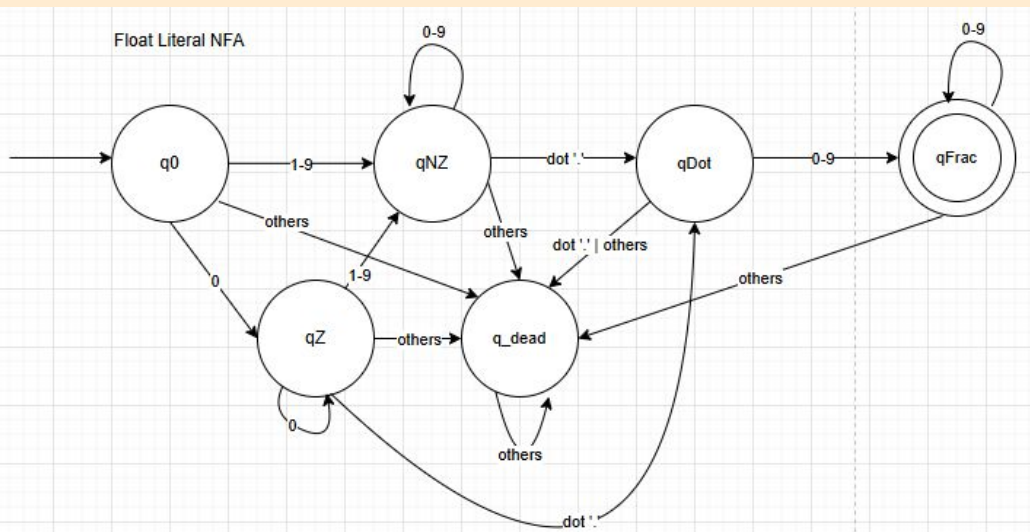 Float Literal NFA
0-9
0-9
q0
1-9
qNZ
dot '.'
qDot
0-9
qFrac
others
others
dot '.' | others
0
1-9
others
qZ
others
q_dead
0
others
dot '.'